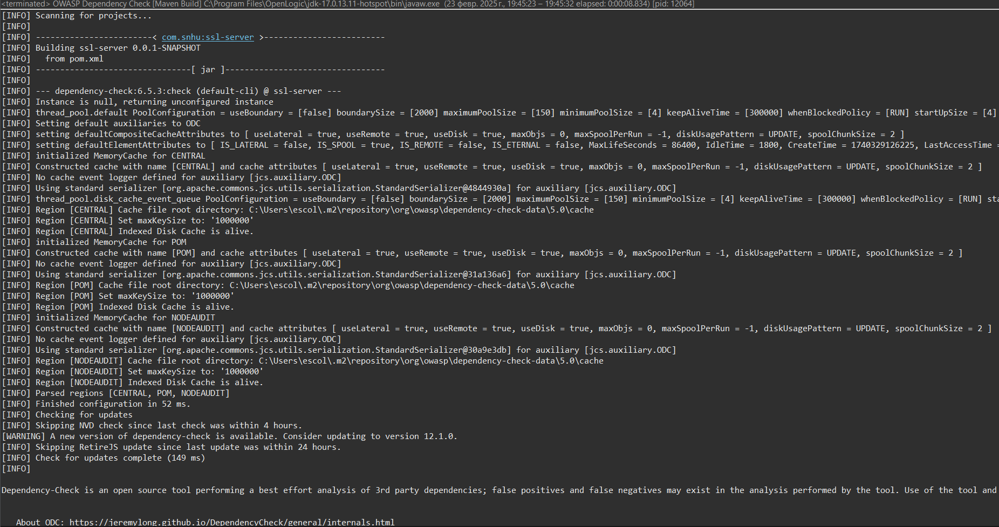 <terminated> OWASP Dependency Check [Maven Build] C:\Program Files\OpenLogic\jdk-17.0.13.11-hotspot\bin\javaw.exe (23 февр. 2025 г., 19:45:23 – 19:45:32 elapsed: 0:00:08.834) [pid: 12064]
[INFO] Scanning for projects...
[INFO]
[INFO] ------------------------< com.snhu:ssl-server >-------------------------
[INFO] Building ssl-server 0.0.1-SNAPSHOT
[INFO]   from pom.xml
[INFO] --------------------------------[ jar ]---------------------------------
[INFO]
[INFO] --- dependency-check:6.5.3:check (default-cli) @ ssl-server ---
[INFO] Instance is null, returning unconfigured instance
[INFO] thread_pool.default PoolConfiguration = useBoundary = [false] boundarySize = [2000] maximumPoolSize = [150] minimumPoolSize = [4] keepAliveTime = [300000] whenBlockedPolicy = [RUN] startUpSize = [4]
[INFO] Setting default auxiliaries to ODC
[INFO] setting defaultCompositeCacheAttributes to [ useLateral = true, useRemote = true, useDisk = true, maxObjs = 0, maxSpoolPerRun = -1, diskUsagePattern = UPDATE, spoolChunkSize = 2 ]
[INFO] setting defaultElementAttributes to [ IS_LATERAL = false, IS_SPOOL = true, IS_REMOTE = false, IS_ETERNAL = false, MaxLifeSeconds = 86400, IdleTime = 1800, CreateTime = 1740329126225, LastAccessTime =
[INFO] initialized MemoryCache for CENTRAL
[INFO] Constructed cache with name [CENTRAL] and cache attributes [ useLateral = true, useRemote = true, useDisk = true, maxObjs = 0, maxSpoolPerRun = -1, diskUsagePattern = UPDATE, spoolChunkSize = 2 ]
[INFO] No cache event logger defined for auxiliary [jcs.auxiliary.ODC]
[INFO] Using standard serializer [org.apache.commons.jcs.utils.serialization.StandardSerializer@4844930a] for auxiliary [jcs.auxiliary.ODC]
[INFO] thread_pool.disk_cache_event_queue PoolConfiguration = useBoundary = [false] boundarySize = [2000] maximumPoolSize = [150] minimumPoolSize = [4] keepAliveTime = [300000] whenBlockedPolicy = [RUN] sta
[INFO] Region [CENTRAL] Cache file root directory: C:\Users\escol\.m2\repository\org\owasp\dependency-check-data\5.0\cache
[INFO] Region [CENTRAL] Set maxKeySize to: '1000000'
[INFO] Region [CENTRAL] Indexed Disk Cache is alive.
[INFO] initialized MemoryCache for POM
[INFO] Constructed cache with name [POM] and cache attributes [ useLateral = true, useRemote = true, useDisk = true, maxObjs = 0, maxSpoolPerRun = -1, diskUsagePattern = UPDATE, spoolChunkSize = 2 ]
[INFO] No cache event logger defined for auxiliary [jcs.auxiliary.ODC]
[INFO] Using standard serializer [org.apache.commons.jcs.utils.serialization.StandardSerializer@31a136a6] for auxiliary [jcs.auxiliary.ODC]
[INFO] Region [POM] Cache file root directory: C:\Users\escol\.m2\repository\org\owasp\dependency-check-data\5.0\cache
[INFO] Region [POM] Set maxKeySize to: '1000000'
[INFO] Region [POM] Indexed Disk Cache is alive.
[INFO] initialized MemoryCache for NODEAUDIT
[INFO] Constructed cache with name [NODEAUDIT] and cache attributes [ useLateral = true, useRemote = true, useDisk = true, maxObjs = 0, maxSpoolPerRun = -1, diskUsagePattern = UPDATE, spoolChunkSize = 2 ]
[INFO] No cache event logger defined for auxiliary [jcs.auxiliary.ODC]
[INFO] Using standard serializer [org.apache.commons.jcs.utils.serialization.StandardSerializer@30a9e3db] for auxiliary [jcs.auxiliary.ODC]
[INFO] Region [NODEAUDIT] Cache file root directory: C:\Users\escol\.m2\repository\org\owasp\dependency-check-data\5.0\cache
[INFO] Region [NODEAUDIT] Set maxKeySize to: '1000000'
[INFO] Region [NODEAUDIT] Indexed Disk Cache is alive.
[INFO] Parsed regions [CENTRAL, POM, NODEAUDIT]
[INFO] Finished configuration in 52 ms.
[INFO] Checking for updates
[INFO] Skipping NVD check since last check was within 4 hours.
[WARNING] A new version of dependency-check is available. Consider updating to version 12.1.0.
[INFO] Skipping RetireJS update since last update was within 24 hours.
[INFO] Check for updates complete (149 ms)
[INFO]
Dependency-Check is an open source tool performing a best effort analysis of 3rd party dependencies; false positives and false negatives may exist in the analysis performed by the tool. Use of the tool and
About ODC: https://jeremylong.github.io/DependencyCheck/general/internals.html